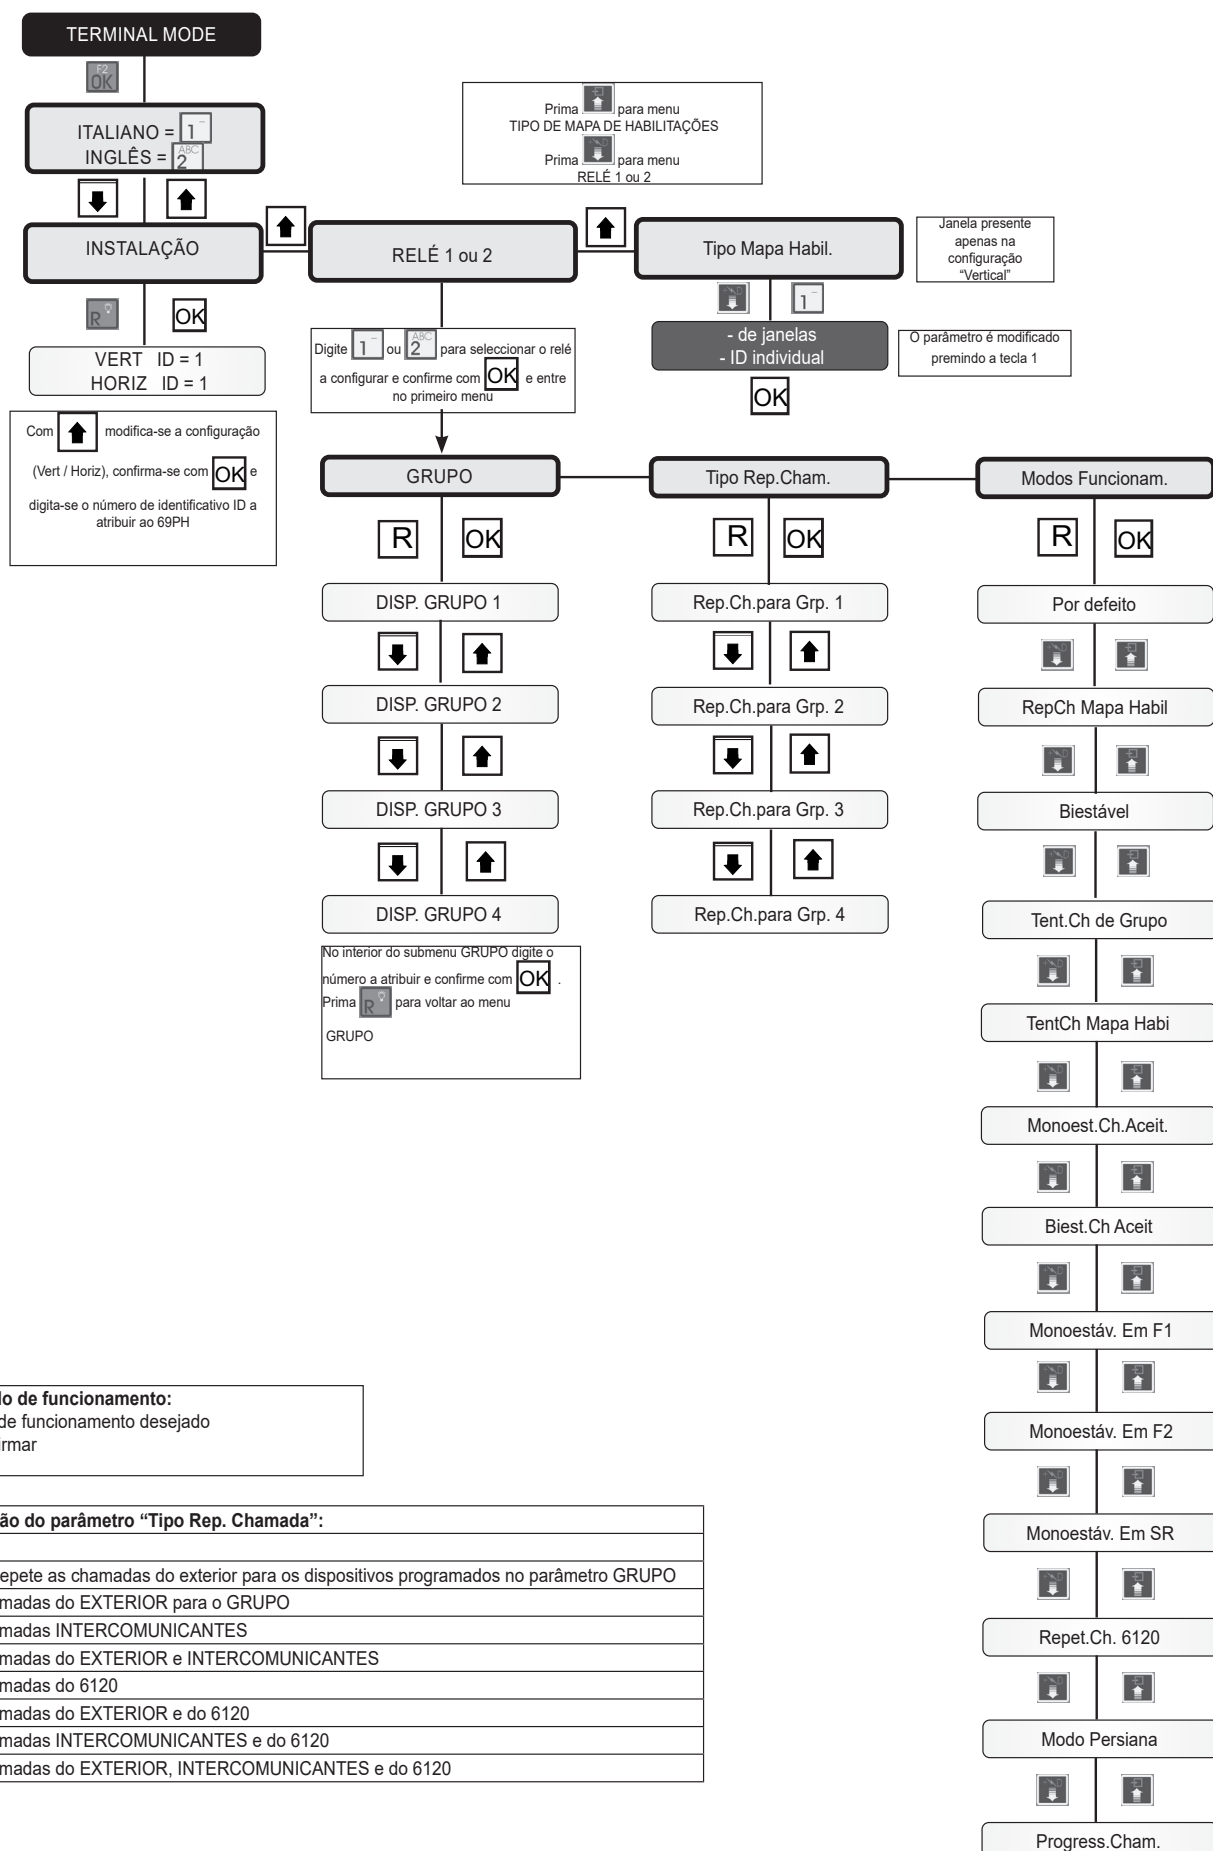 TERMINAL MODE
F2
OK
ITALIANO = 1
INGLÊS = ABC 2
Prima para menu
TIPO DE MAPA DE HABILITAÇÕES
Prima para menu
RELÉ 1 ou 2
INSTALAÇÃO
RELÉ 1 ou 2
Tipo Mapa Habil.
Janela presente
apenas na
configuração
“Vertical”
R OK
1
VERT ID = 1
HORIZ ID = 1
Digite 1 ou ABC 2 para seleccionar o relé
a configurar e confirme com OK e entre
no primeiro menu
- de janelas
- ID individual
OK
O parâmetro é modificado
premindo a tecla 1
Com modifica-se a configuração
(Vert / Horiz), confirma-se com OK e
digita-se o número de identificativo ID a
atribuir ao 69PH
GRUPO
Tipo Rep.Cham.
Modos Funcionam.
R OK
R OK
R OK
DISP. GRUPO 1
DISP. GRUPO 2
DISP. GRUPO 3
DISP. GRUPO 4
No interior do submenu GRUPO digite o
número a atribuir e confirme com OK .
Prima R para voltar ao menu
GRUPO
Rep.Ch.para Grp. 1
Rep.Ch.para Grp. 2
Rep.Ch.para Grp. 3
Rep.Ch.para Grp. 4
Por defeito
RepCh Mapa Habil
Biestável
Tent.Ch de Grupo
TentCh Mapa Habi
Monoest.Ch.Aceit.
Biest.Ch Aceit
Monoestáv. Em F1
Monoestáv. Em F2
Monoestáv. Em SR
Repet.Ch. 6120
Modo Persiana
Progress.Cham.
lo de funcionamento:
de funcionamento desejado
irmar
ão do parâmetro “Tipo Rep. Chamada”:
epete as chamadas do exterior para os dispositivos programados no parâmetro GRUPO
madas do EXTERIOR para o GRUPO
madas INTERCOMUNICANTES
madas do EXTERIOR e INTERCOMUNICANTES
madas do 6120
madas do EXTERIOR e do 6120
madas INTERCOMUNICANTES e do 6120
madas do EXTERIOR, INTERCOMUNICANTES e do 6120